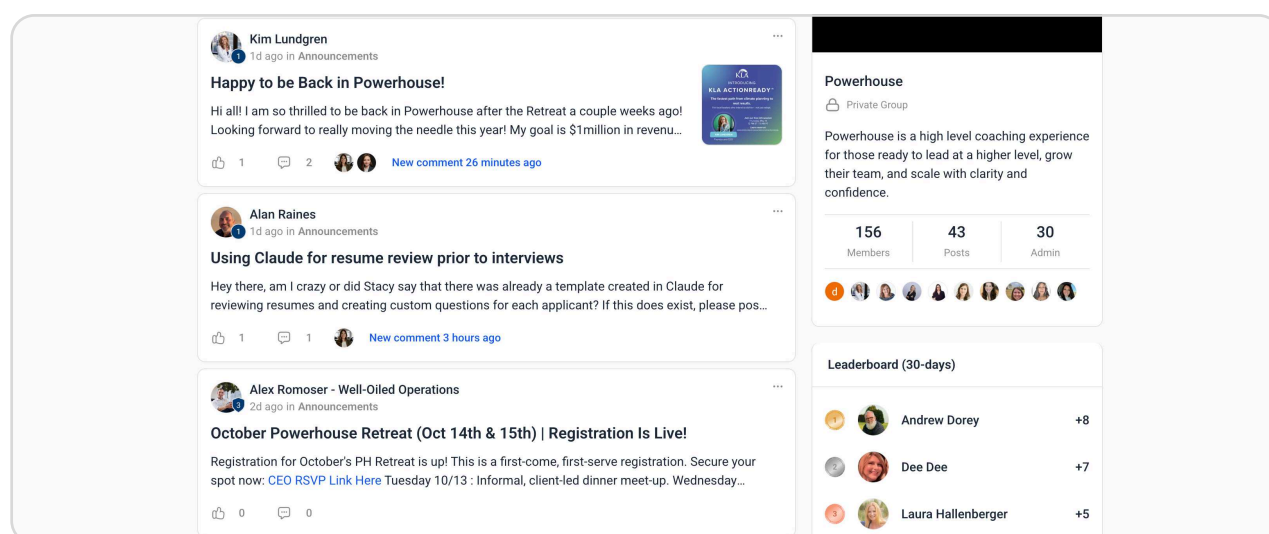 Kim Lundgren
1
1d ago in Announcements
...
Happy to be Back in Powerhouse!
Hi all! I am so thrilled to be back in Powerhouse after the Retreat a couple weeks ago!
Looking forward to really moving the needle this year! My goal is $1million in revenu...
KLA
INTRODUCING
KLA ACTIONREADY
1
2
New comment 26 minutes ago
Alan Raines
1
1d ago in Announcements
...
Using Claude for resume review prior to interviews
Hey there, am I crazy or did Stacy say that there was already a template created in Claude for
reviewing resumes and creating custom questions for each applicant? If this does exist, please pos...
1
1
New comment 3 hours ago
Alex Romoser - Well-Oiled Operations
3
2d ago in Announcements
...
October Powerhouse Retreat (Oct 14th & 15th) | Registration Is Live!
Registration for October's PH Retreat is up! This is a first-come, first-serve registration. Secure your
spot now: CEO RSVP Link Here Tuesday 10/13 : Informal, client-led dinner meet-up. Wednesday...
0
0
Powerhouse
Private Group
Powerhouse is a high level coaching experience
for those ready to lead at a higher level, grow
their team, and scale with clarity and
confidence.
156 43 30
Members Posts Admin
d
Leaderboard (30-days)
1 Andrew Dorey +8
2 Dee Dee +7
3 Laura Hallenberger +5